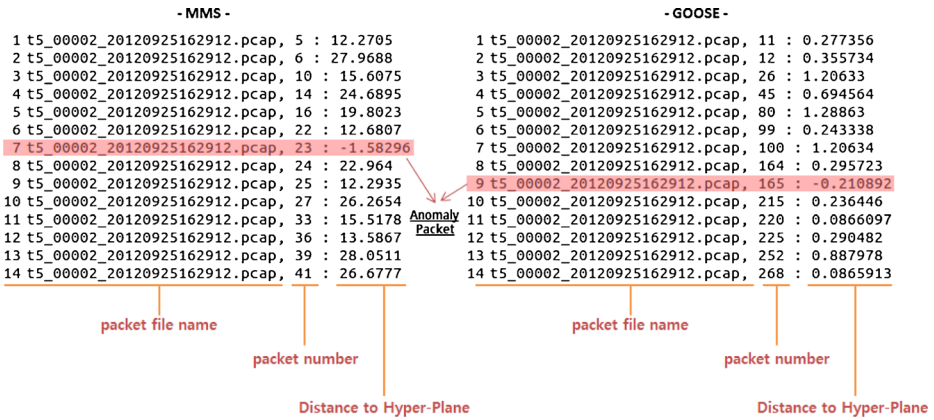 - MMS -
1 t5_00002_20120925162912.pcap, 5 : 12.2705
2 t5_00002_20120925162912.pcap, 6 : 27.9688
3 t5_00002_20120925162912.pcap, 10 : 15.6075
4 t5_00002_20120925162912.pcap, 14 : 24.6895
5 t5_00002_20120925162912.pcap, 16 : 19.8023
6 t5_00002_20120925162912.pcap, 22 : 12.6807
7 t5_00002_20120925162912.pcap, 23 : -1.58296
8 t5_00002_20120925162912.pcap, 24 : 22.964
9 t5_00002_20120925162912.pcap, 25 : 12.2935
10 t5_00002_20120925162912.pcap, 27 : 26.2654
11 t5_00002_20120925162912.pcap, 33 : 15.5178
12 t5_00002_20120925162912.pcap, 36 : 13.5867
13 t5_00002_20120925162912.pcap, 39 : 28.0511
14 t5_00002_20120925162912.pcap, 41 : 26.6777
packet file name
packet number
Distance to Hyper-Plane
Anomaly
Packet
- GOOSE -
1 t5_00002_20120925162912.pcap, 11 : 0.277356
2 t5_00002_20120925162912.pcap, 12 : 0.355734
3 t5_00002_20120925162912.pcap, 26 : 1.20633
4 t5_00002_20120925162912.pcap, 45 : 0.694564
5 t5_00002_20120925162912.pcap, 80 : 1.28863
6 t5_00002_20120925162912.pcap, 99 : 0.243338
7 t5_00002_20120925162912.pcap, 100 : 1.20634
8 t5_00002_20120925162912.pcap, 164 : 0.295723
9 t5_00002_20120925162912.pcap, 165 : -0.210892
10 t5_00002_20120925162912.pcap, 215 : 0.236446
11 t5_00002_20120925162912.pcap, 220 : 0.0866097
12 t5_00002_20120925162912.pcap, 225 : 0.290482
13 t5_00002_20120925162912.pcap, 252 : 0.887978
14 t5_00002_20120925162912.pcap, 268 : 0.0865913
packet file name
packet number
Distance to Hyper-Plane